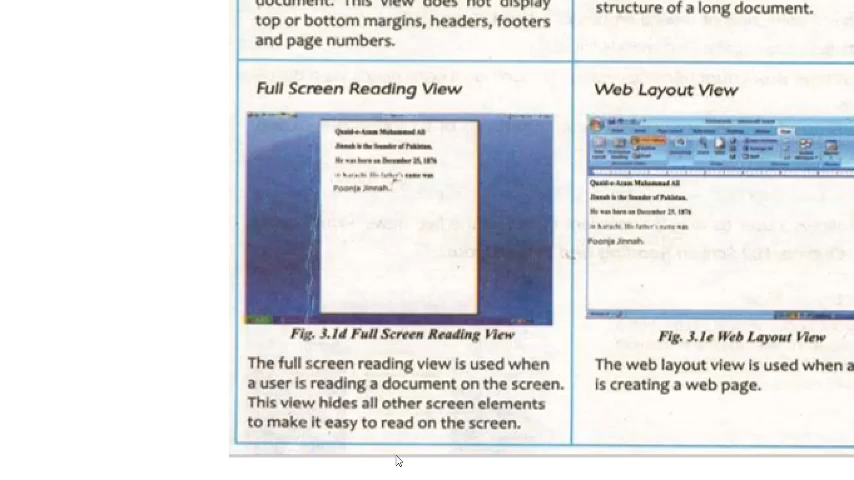 document. This view does not display
top or bottom margins, headers, footers
and page numbers.
structure of a long document.
Full Screen Reading View
Quaid-e-Azam Muhammad Ali
Jinnah is the founder of Pakistan.
He was born on December 25, 1876
in Karachi. His father's name was
Poonja Jinnah.
Fig. 3.1d Full Screen Reading View
The full screen reading view is used when
a user is reading a document on the screen.
This view hides all other screen elements
to make it easy to read on the screen.
Web Layout View
Quaid-e-Azam Muhammad Ali
Jinnah is the founder of Pakistan.
He was born on December 25, 1876
in Karachi. His father's name was
Poonja Jinnah.
Fig. 3.1e Web Layout View
The web layout view is used when a
is creating a web page.